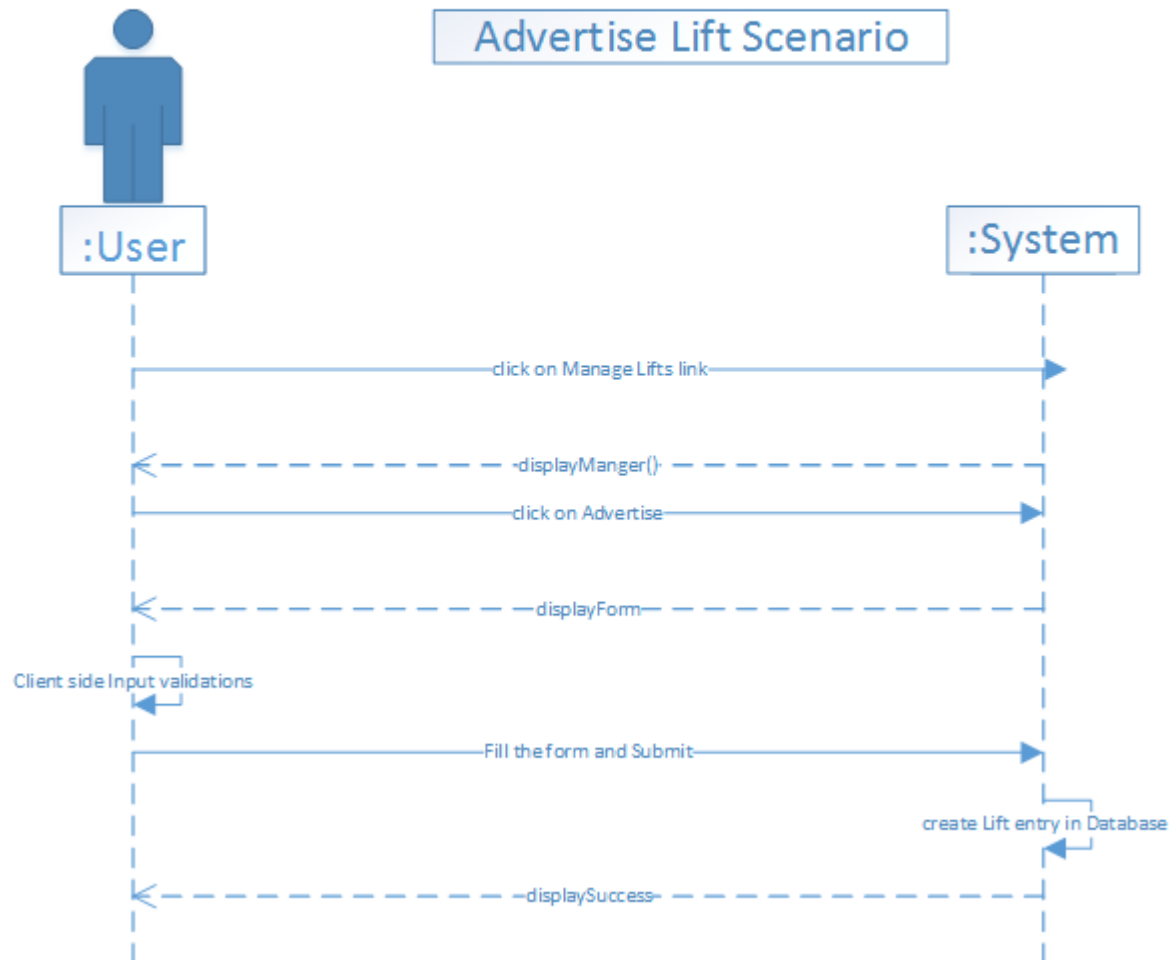 Advertise Lift Scenario
:User
:System
click on Manage Lifts link
displayManger()
click on Advertise
displayForm
Client side Input validations
Fill the form and Submit
create Lift entry in Database
displaySuccess